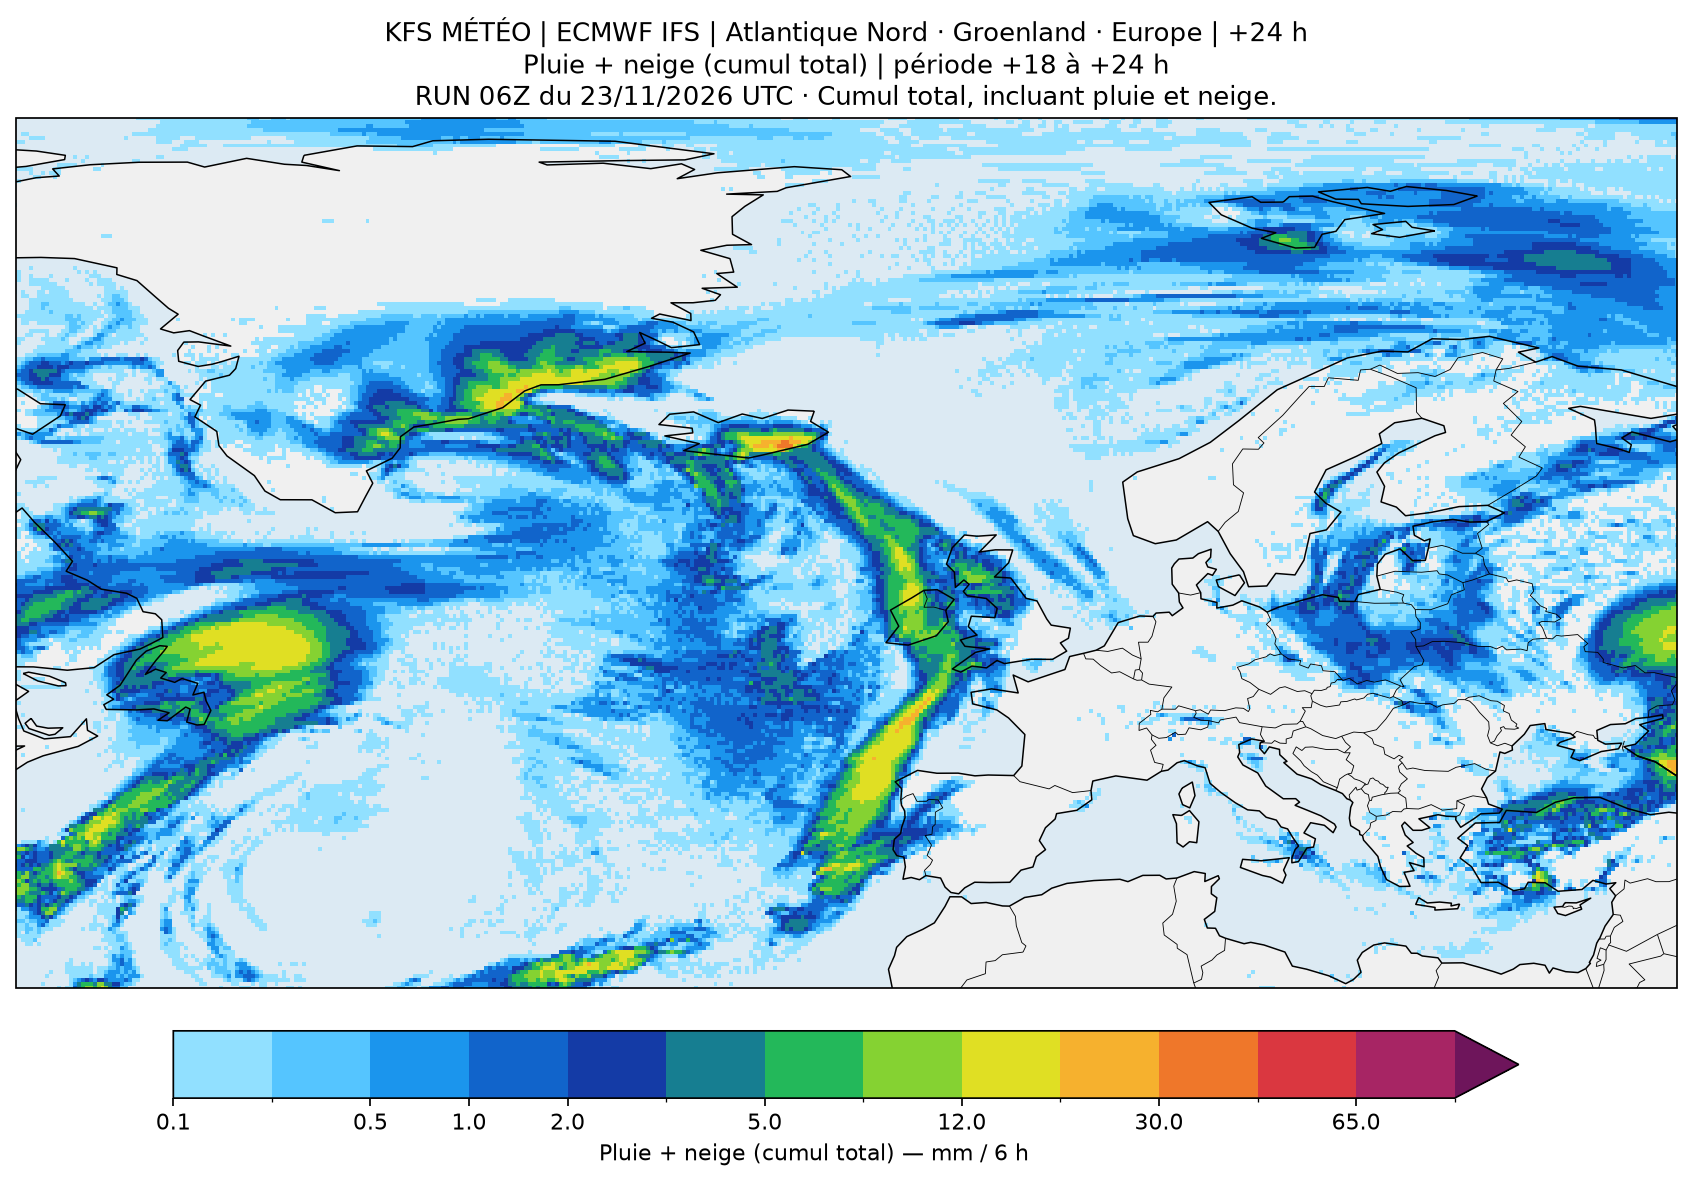 KFS MÉTÉO | ECMWF IFS | Atlantique Nord · Groenland · Europe | +24 h
Pluie + neige (cumul total) | période +18 à +24 h
RUN 06Z du 23/11/2026 UTC · Cumul total, incluant pluie et neige.
0.1 0.5 1.0 2.0 5.0 12.0 30.0 65.0
Pluie + neige (cumul total) — mm / 6 h